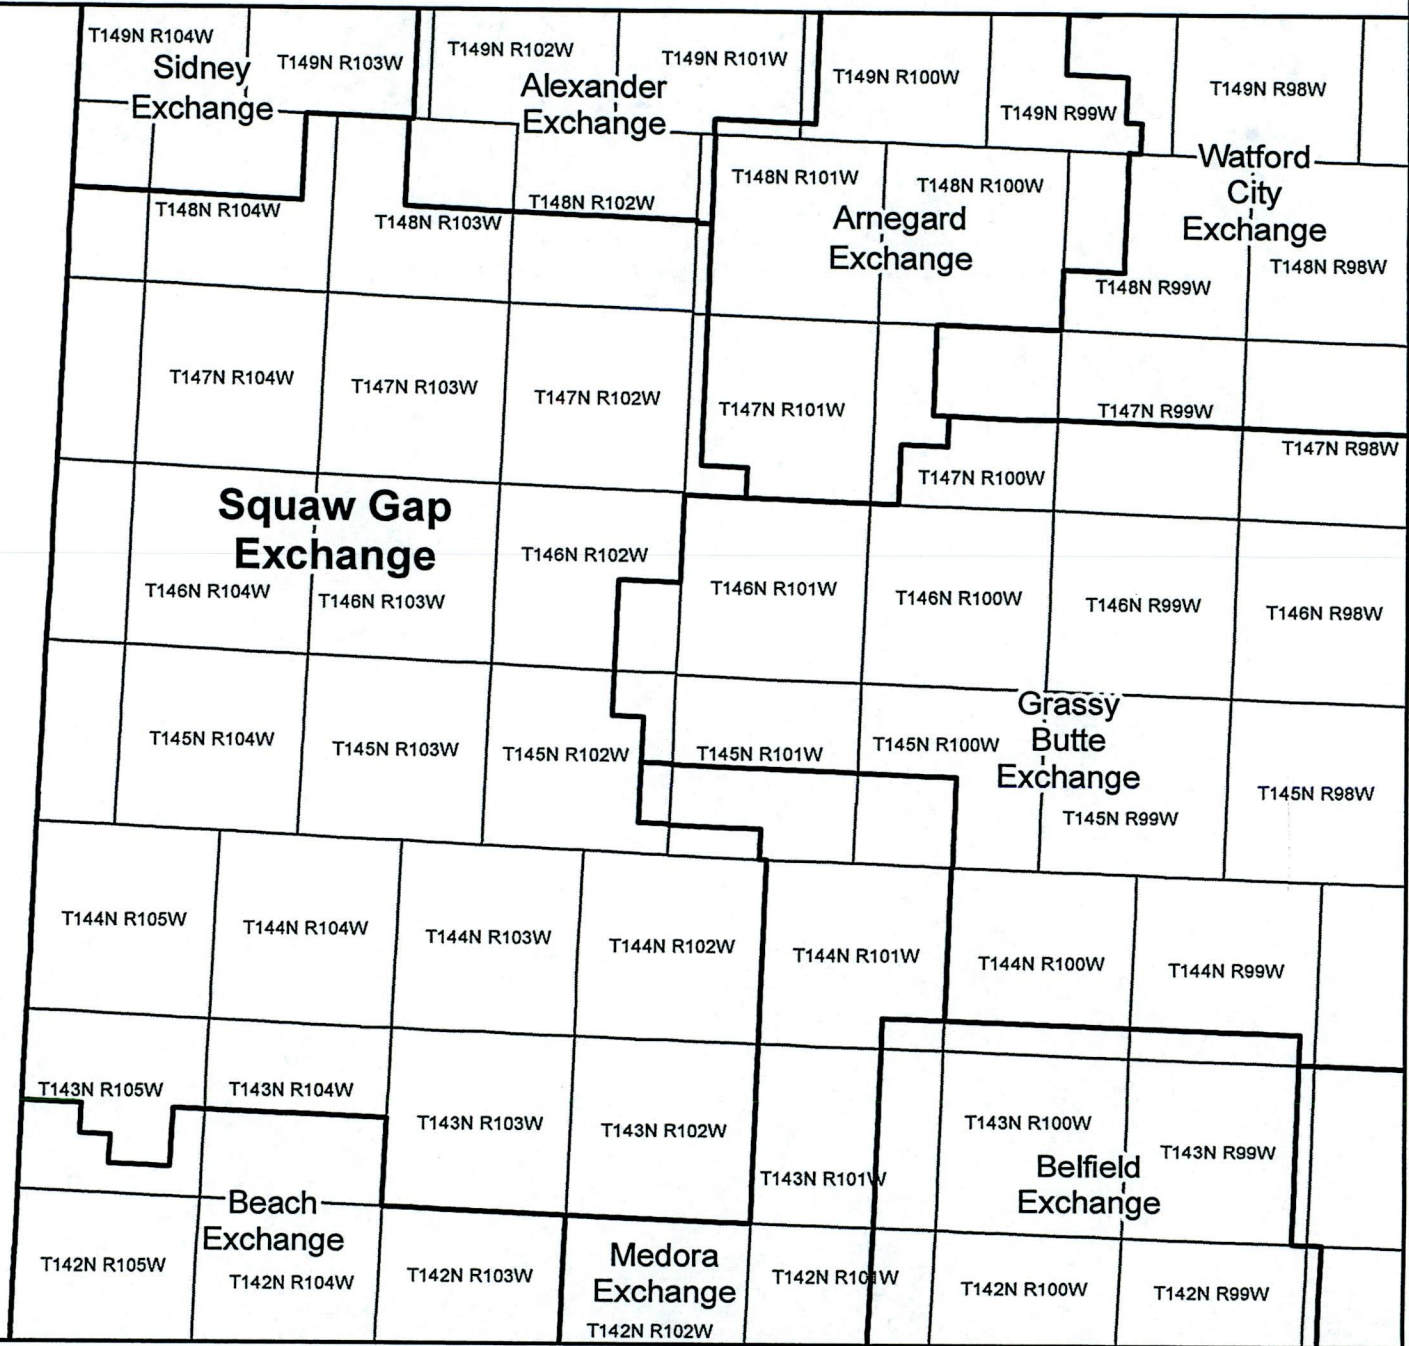 T149N R104W
T149N R103W
T149N R102W
T149N R101W
T149N R100W
T149N R99W
T149N R98W
Sidney
Exchange
Alexander
Exchange
Watford
City
Exchange
T148N R104W
T148N R103W
T148N R102W
T148N R101W
T148N R100W
Arnegard
Exchange
T148N R99W
T148N R98W
T147N R104W
T147N R103W
T147N R102W
T147N R101W
T147N R100W
T147N R99W
T147N R98W
Squaw Gap
Exchange
T146N R104W
T146N R103W
T146N R102W
T146N R101W
T146N R100W
T146N R99W
T146N R98W
Grassy
Butte
Exchange
T145N R104W
T145N R103W
T145N R102W
T145N R101W
T145N R100W
T145N R99W
T145N R98W
T144N R105W
T144N R104W
T144N R103W
T144N R102W
T144N R101W
T144N R100W
T144N R99W
T143N R105W
T143N R104W
T143N R103W
T143N R102W
T143N R101W
T143N R100W
T143N R99W
Belfield
Exchange
Beach
Exchange
Medora
Exchange
T142N R105W
T142N R104W
T142N R103W
T142N R102W
T142N R101W
T142N R100W
T142N R99W